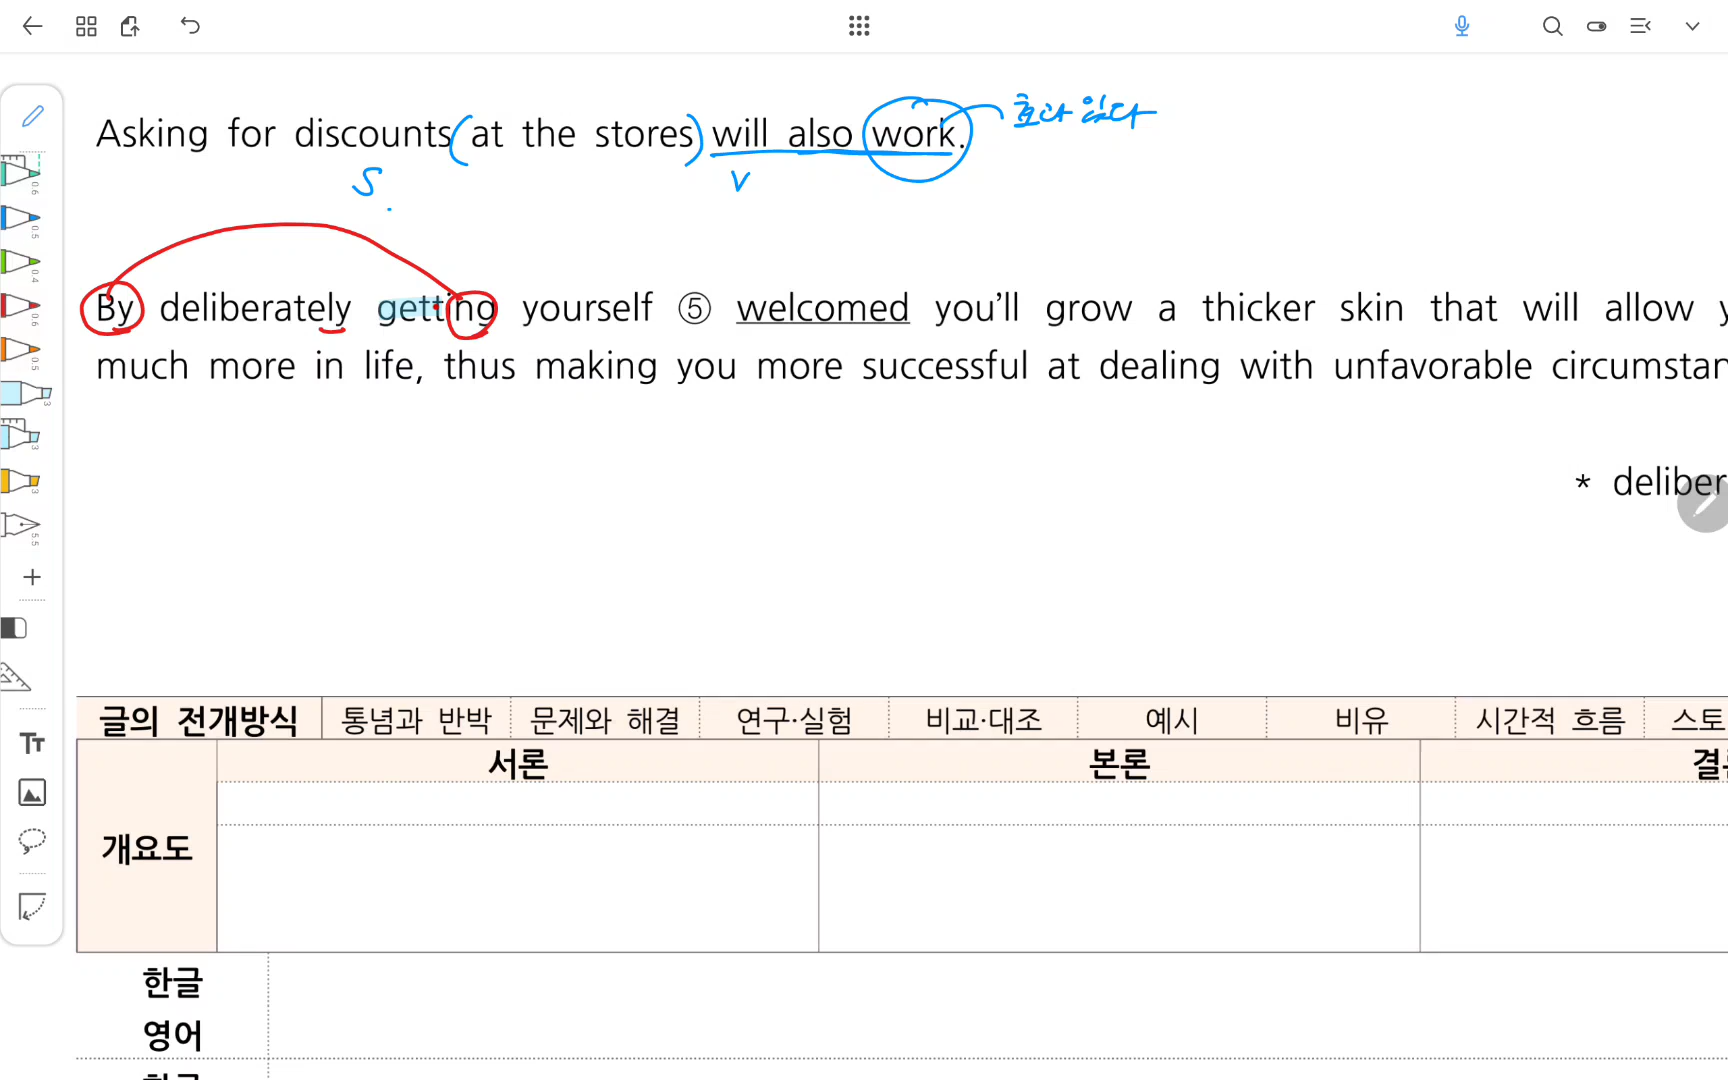 Asking for discounts (at the stores) will also work. 효과 있다
S V
By deliberately getting yourself ⑤ welcomed you'll grow a thicker skin that will allow
much more in life, thus making you more successful at dealing with unfavorable circumstan
* deliber
글의 전개방식 통념과 반박 문제와 해결 연구·실험 비교·대조 예시 비유 시간적 흐름 스토
서론 본론 결론
개요도
한글
영어